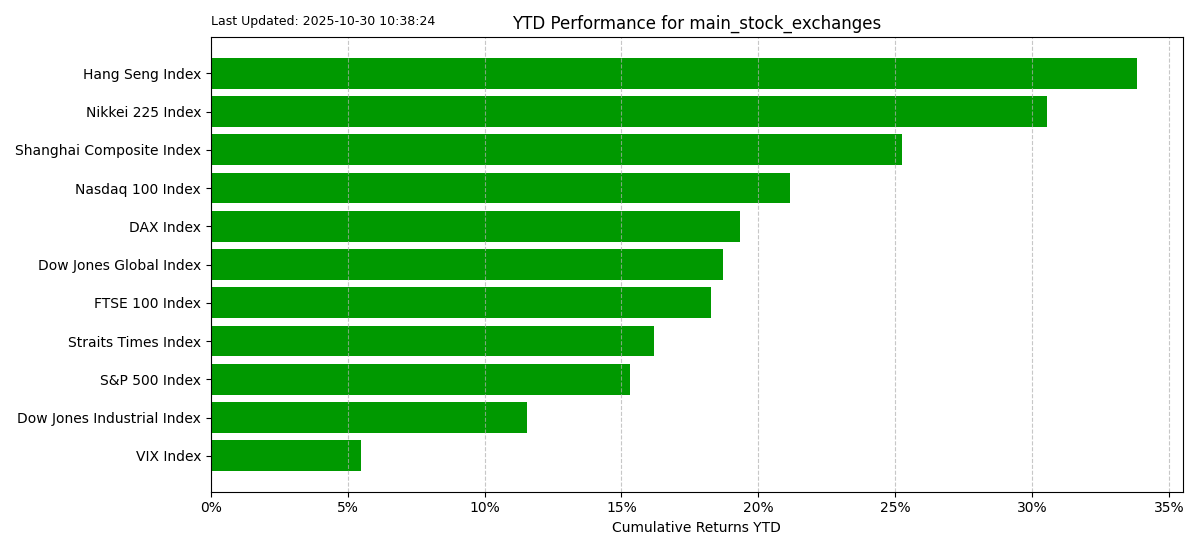 Last Updated: 2025-10-30 10:38:24
YTD Performance for main_stock_exchanges
Hang Seng Index
Nikkei 225 Index
Shanghai Composite Index
Nasdaq 100 Index
DAX Index
Dow Jones Global Index
FTSE 100 Index
Straits Times Index
S&P 500 Index
Dow Jones Industrial Index
VIX Index
0% 5% 10% 15% 20% 25% 30% 35%
Cumulative Returns YTD